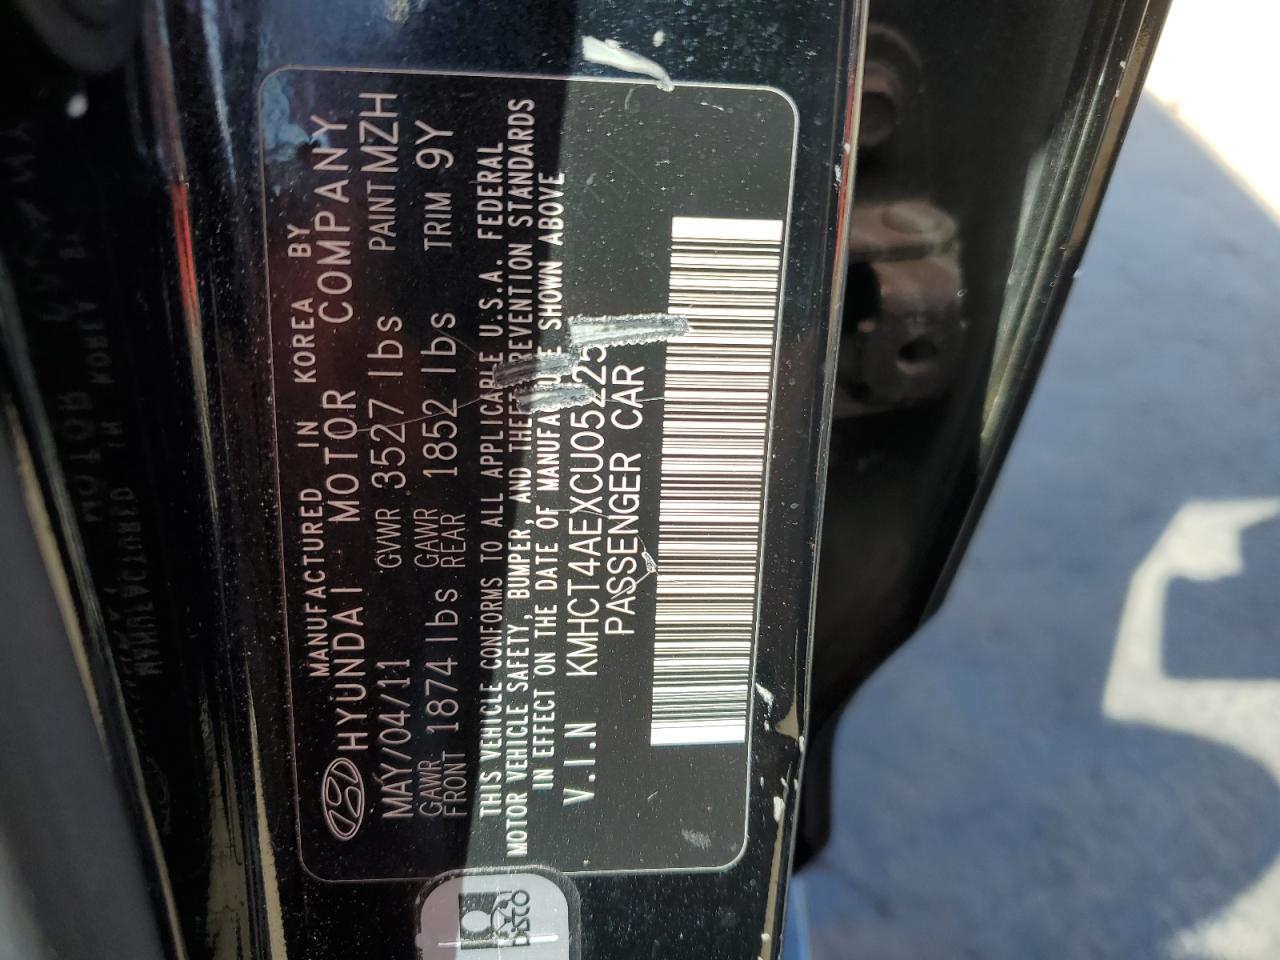 MANUFACTURED IN KOREA BY
HYUNDAI MOTOR COMPANY
MAY/04/11 GVWR 3527 lbs PAINT MZH
GAWR FRONT 1874 lbs GAWR REAR 1852 lbs TRIM 9Y
THIS VEHICLE CONFORMS TO ALL APPLICABLE U.S.A. FEDERAL
MOTOR VEHICLE SAFETY, BUMPER, AND THEFT PREVENTION STANDARDS
IN EFFECT ON THE DATE OF MANUFACTURE SHOWN ABOVE
V.I.N KMHCT4AEXCU05225
PASSENGER CAR